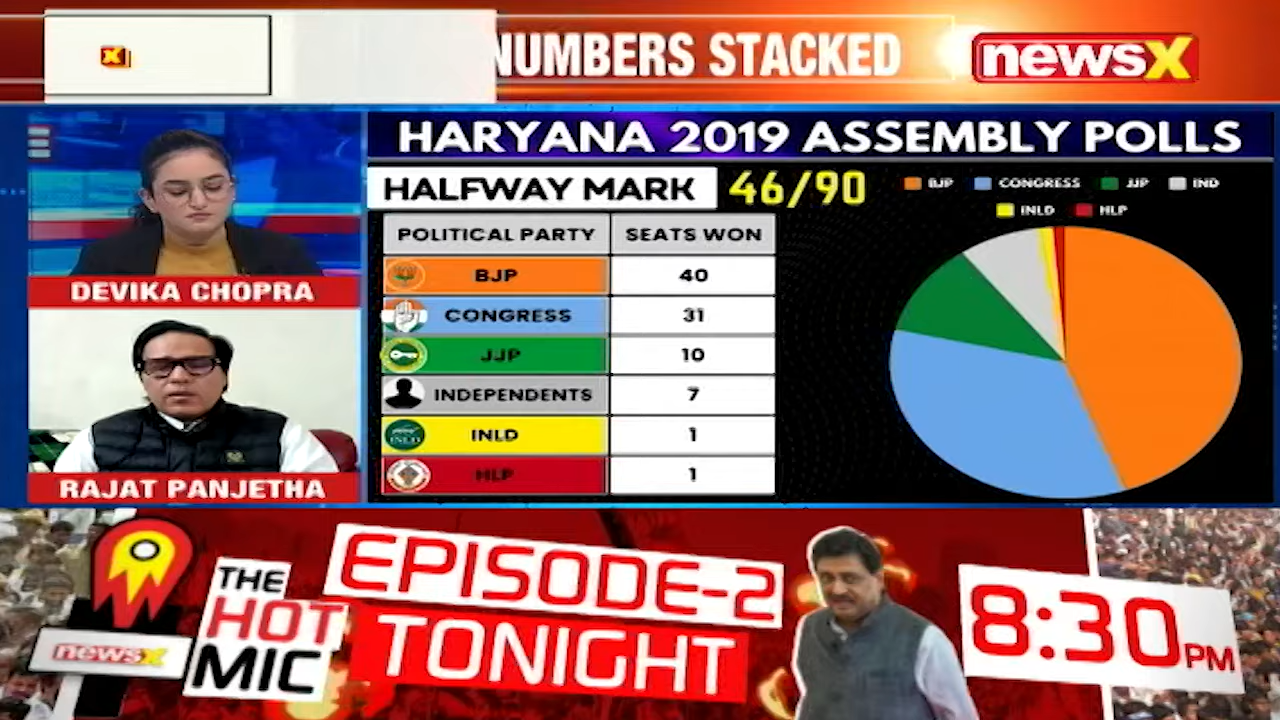 NUMBERS STACKED
newsX
HARYANA 2019 ASSEMBLY POLLS
HALFWAY MARK 46/90
BJP CONGRESS JJP IND
INLD HLP
POLITICAL PARTY SEATS WON
BJP 40
CONGRESS 31
JJP 10
INDEPENDENTS 7
INLD 1
HLP 1
DEVIKA CHOPRA
RAJAT PANJETHA
THE HOT MIC
newsX
EPISODE-2
TONIGHT
8:30PM